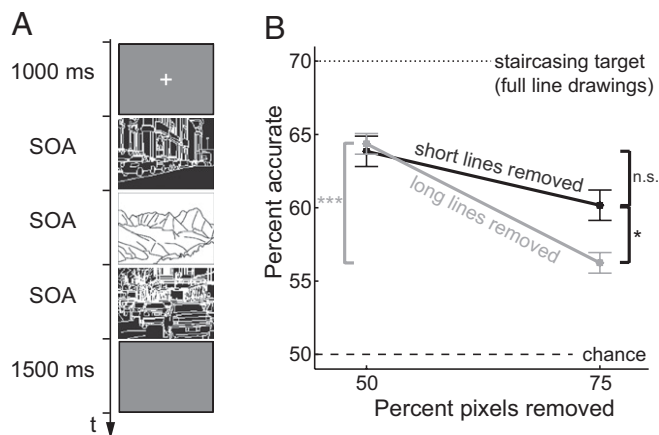 A
1000 ms
SOA
SOA
1500 ms
t
B
Percent accurate
70
65
60
55
50
staircasing target
(full line drawings)
short lines removed
long lines removed
***
n.s.
*
chance
50
75
Percent pixels removed